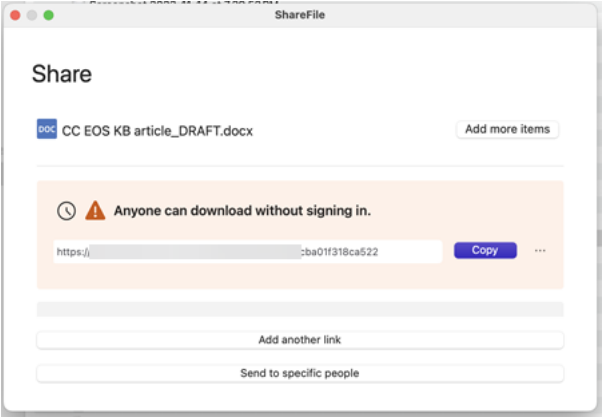 ShareFile
Share
DOC CC EOS KB article_DRAFT.docx
Add more items
Anyone can download without signing in.
https:/ cba01f318ca522
Copy
Add another link
Send to specific people